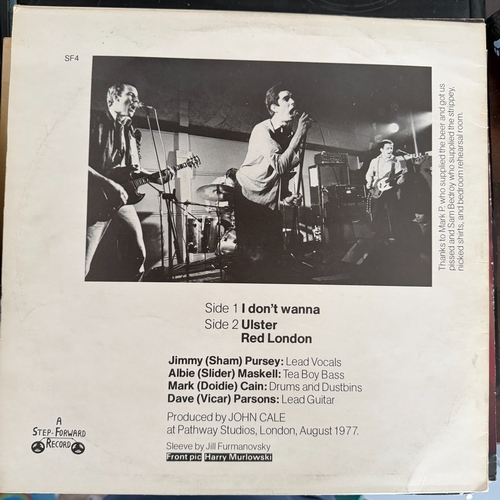 SF4
Thanks to Mark P. who supplied the beer and got us
pissed and Sam Bedroy who supplied the strippey,
nicked shirts, and bedroom rehearsal room.
Side 1 I don't wanna
Side 2 Ulster
Red London
Jimmy (Sham) Pursey: Lead Vocals
Albie (Slider) Maskell: Tea Boy Bass
Mark (Doidie) Cain: Drums and Dustbins
Dave (Vicar) Parsons: Lead Guitar
Produced by JOHN CALE
at Pathway Studios, London, August 1977.
Sleeve by Jill Furmanovsky
Front pic Harry Murlowski
A
STEP-FORWARD
RECORD